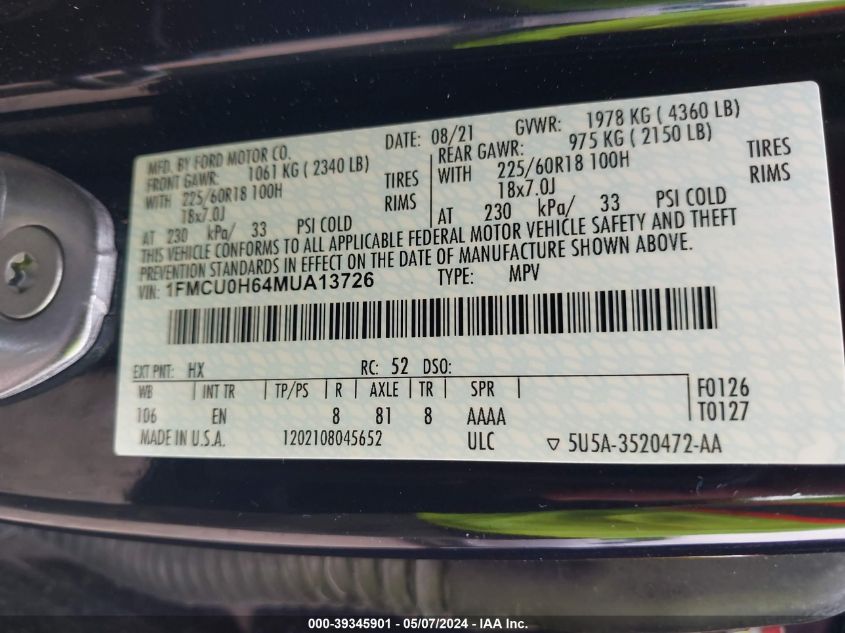 MFD. BY FORD MOTOR CO. DATE: 08/21 GVWR: 1978 KG ( 4360 LB)
FRONT GAWR: 1061 KG ( 2340 LB) REAR GAWR: 975 KG ( 2150 LB)
WITH 225/60R18 100H TIRES WITH 225/60R18 100H TIRES
18x7.0J RIMS 18x7.0J RIMS
AT 230 kPa/ 33 PSI COLD AT 230 kPa/ 33 PSI COLD
THIS VEHICLE CONFORMS TO ALL APPLICABLE FEDERAL MOTOR VEHICLE SAFETY AND THEFT
PREVENTION STANDARDS IN EFFECT ON THE DATE OF MANUFACTURE SHOWN ABOVE.
VIN: 1FMCU0H64MUA13726 TYPE: MPV
EXT PNT: HX RC: 52 DSO:
WB INT TR TP/PS R AXLE TR SPR F0126
106 EN 8 81 8 AAAA T0127
MADE IN U.S.A. 1202108045652 ULC ▽ 5U5A-3520472-AA
000-39345901 - 05/07/2024 - IAA Inc.